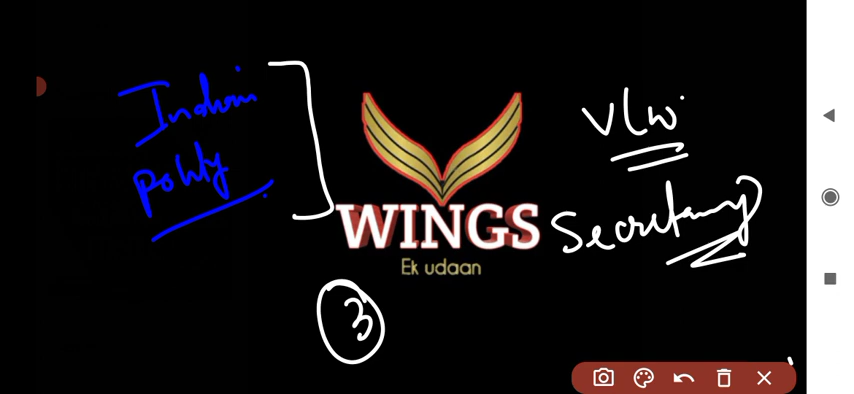 Indian
polity
VLW
Secretary
WINGS
Ek udaan
3